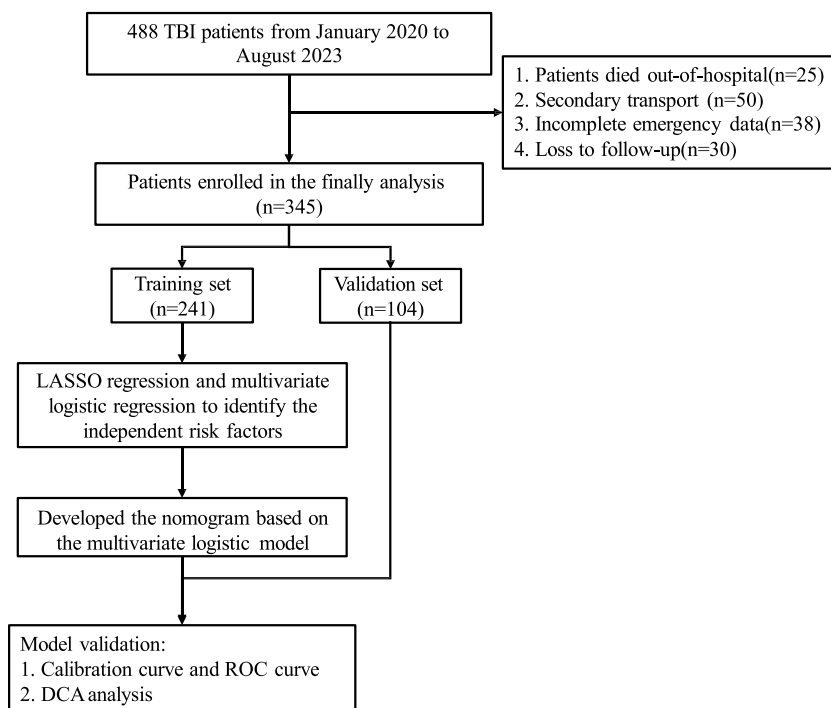 488 TBI patients from January 2020 to
August 2023
1. Patients died out-of-hospital(n=25)
2. Secondary transport (n=50)
3. Incomplete emergency data(n=38)
4. Loss to follow-up(n=30)
Patients enrolled in the finally analysis
(n=345)
Training set
(n=241)
Validation set
(n=104)
LASSO regression and multivariate
logistic regression to identify the
independent risk factors
Developed the nomogram based on
the multivariate logistic model
Model validation:
1. Calibration curve and ROC curve
2. DCA analysis